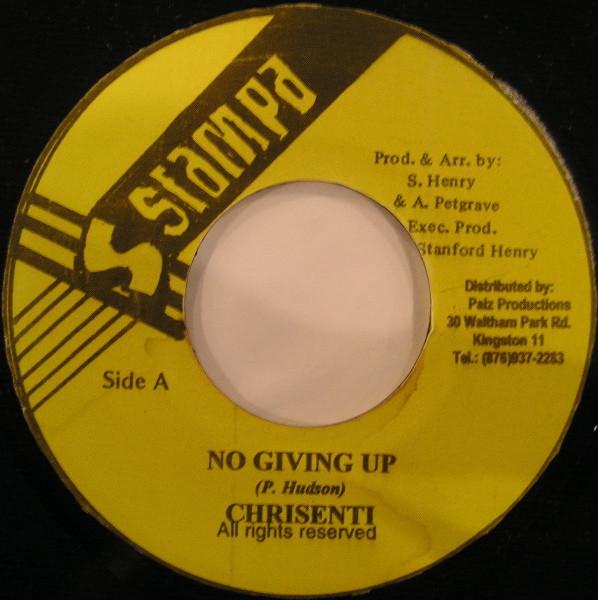 S stampa
Prod. & Arr. by:
S. Henry
& A. Petgrave
Exec. Prod.
Stanford Henry
Distributed by:
Palz Productions
30 Waltham Park Rd.
Kingston 11
Tel.: (876)937-2283
Side A
NO GIVING UP
(P. Hudson)
CHRISENTI
All rights reserved